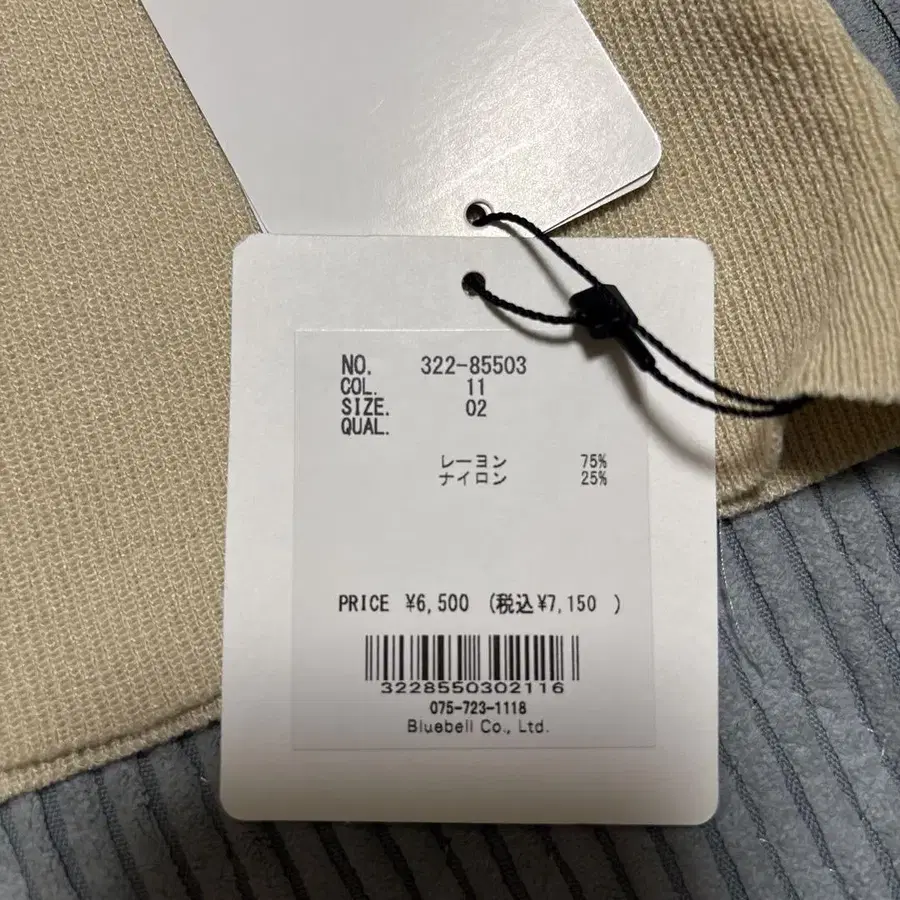 NO. 322-85503
COL. 11
SIZE. 02
QUAL.
レーヨン 75%
ナイロン 25%
PRICE ¥6,500 (税込¥7,150 )
3228550302116
075-723-1118
Bluebell Co., Ltd.